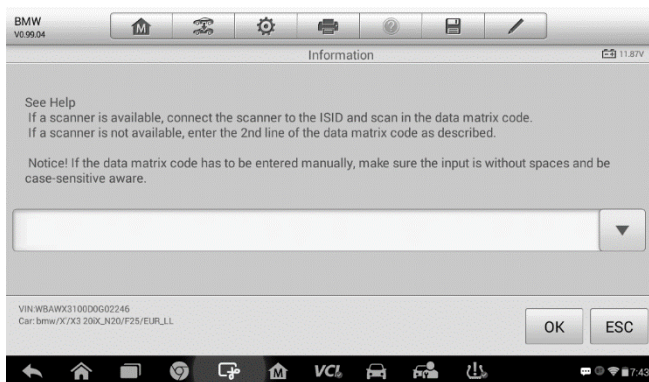 BMW
V0.99.04
Information
11.87V
See Help
If a scanner is available, connect the scanner to the ISID and scan in the data matrix code.
If a scanner is not available, enter the 2nd line of the data matrix code as described.
Notice! If the data matrix code has to be entered manually, make sure the input is without spaces and be
case-sensitive aware.
VIN:WBAWX3100D0G02246
Car: bmw/X'/X3 20iX_N20/F25/EUR_LL
OK
ESC
VCI
7:43